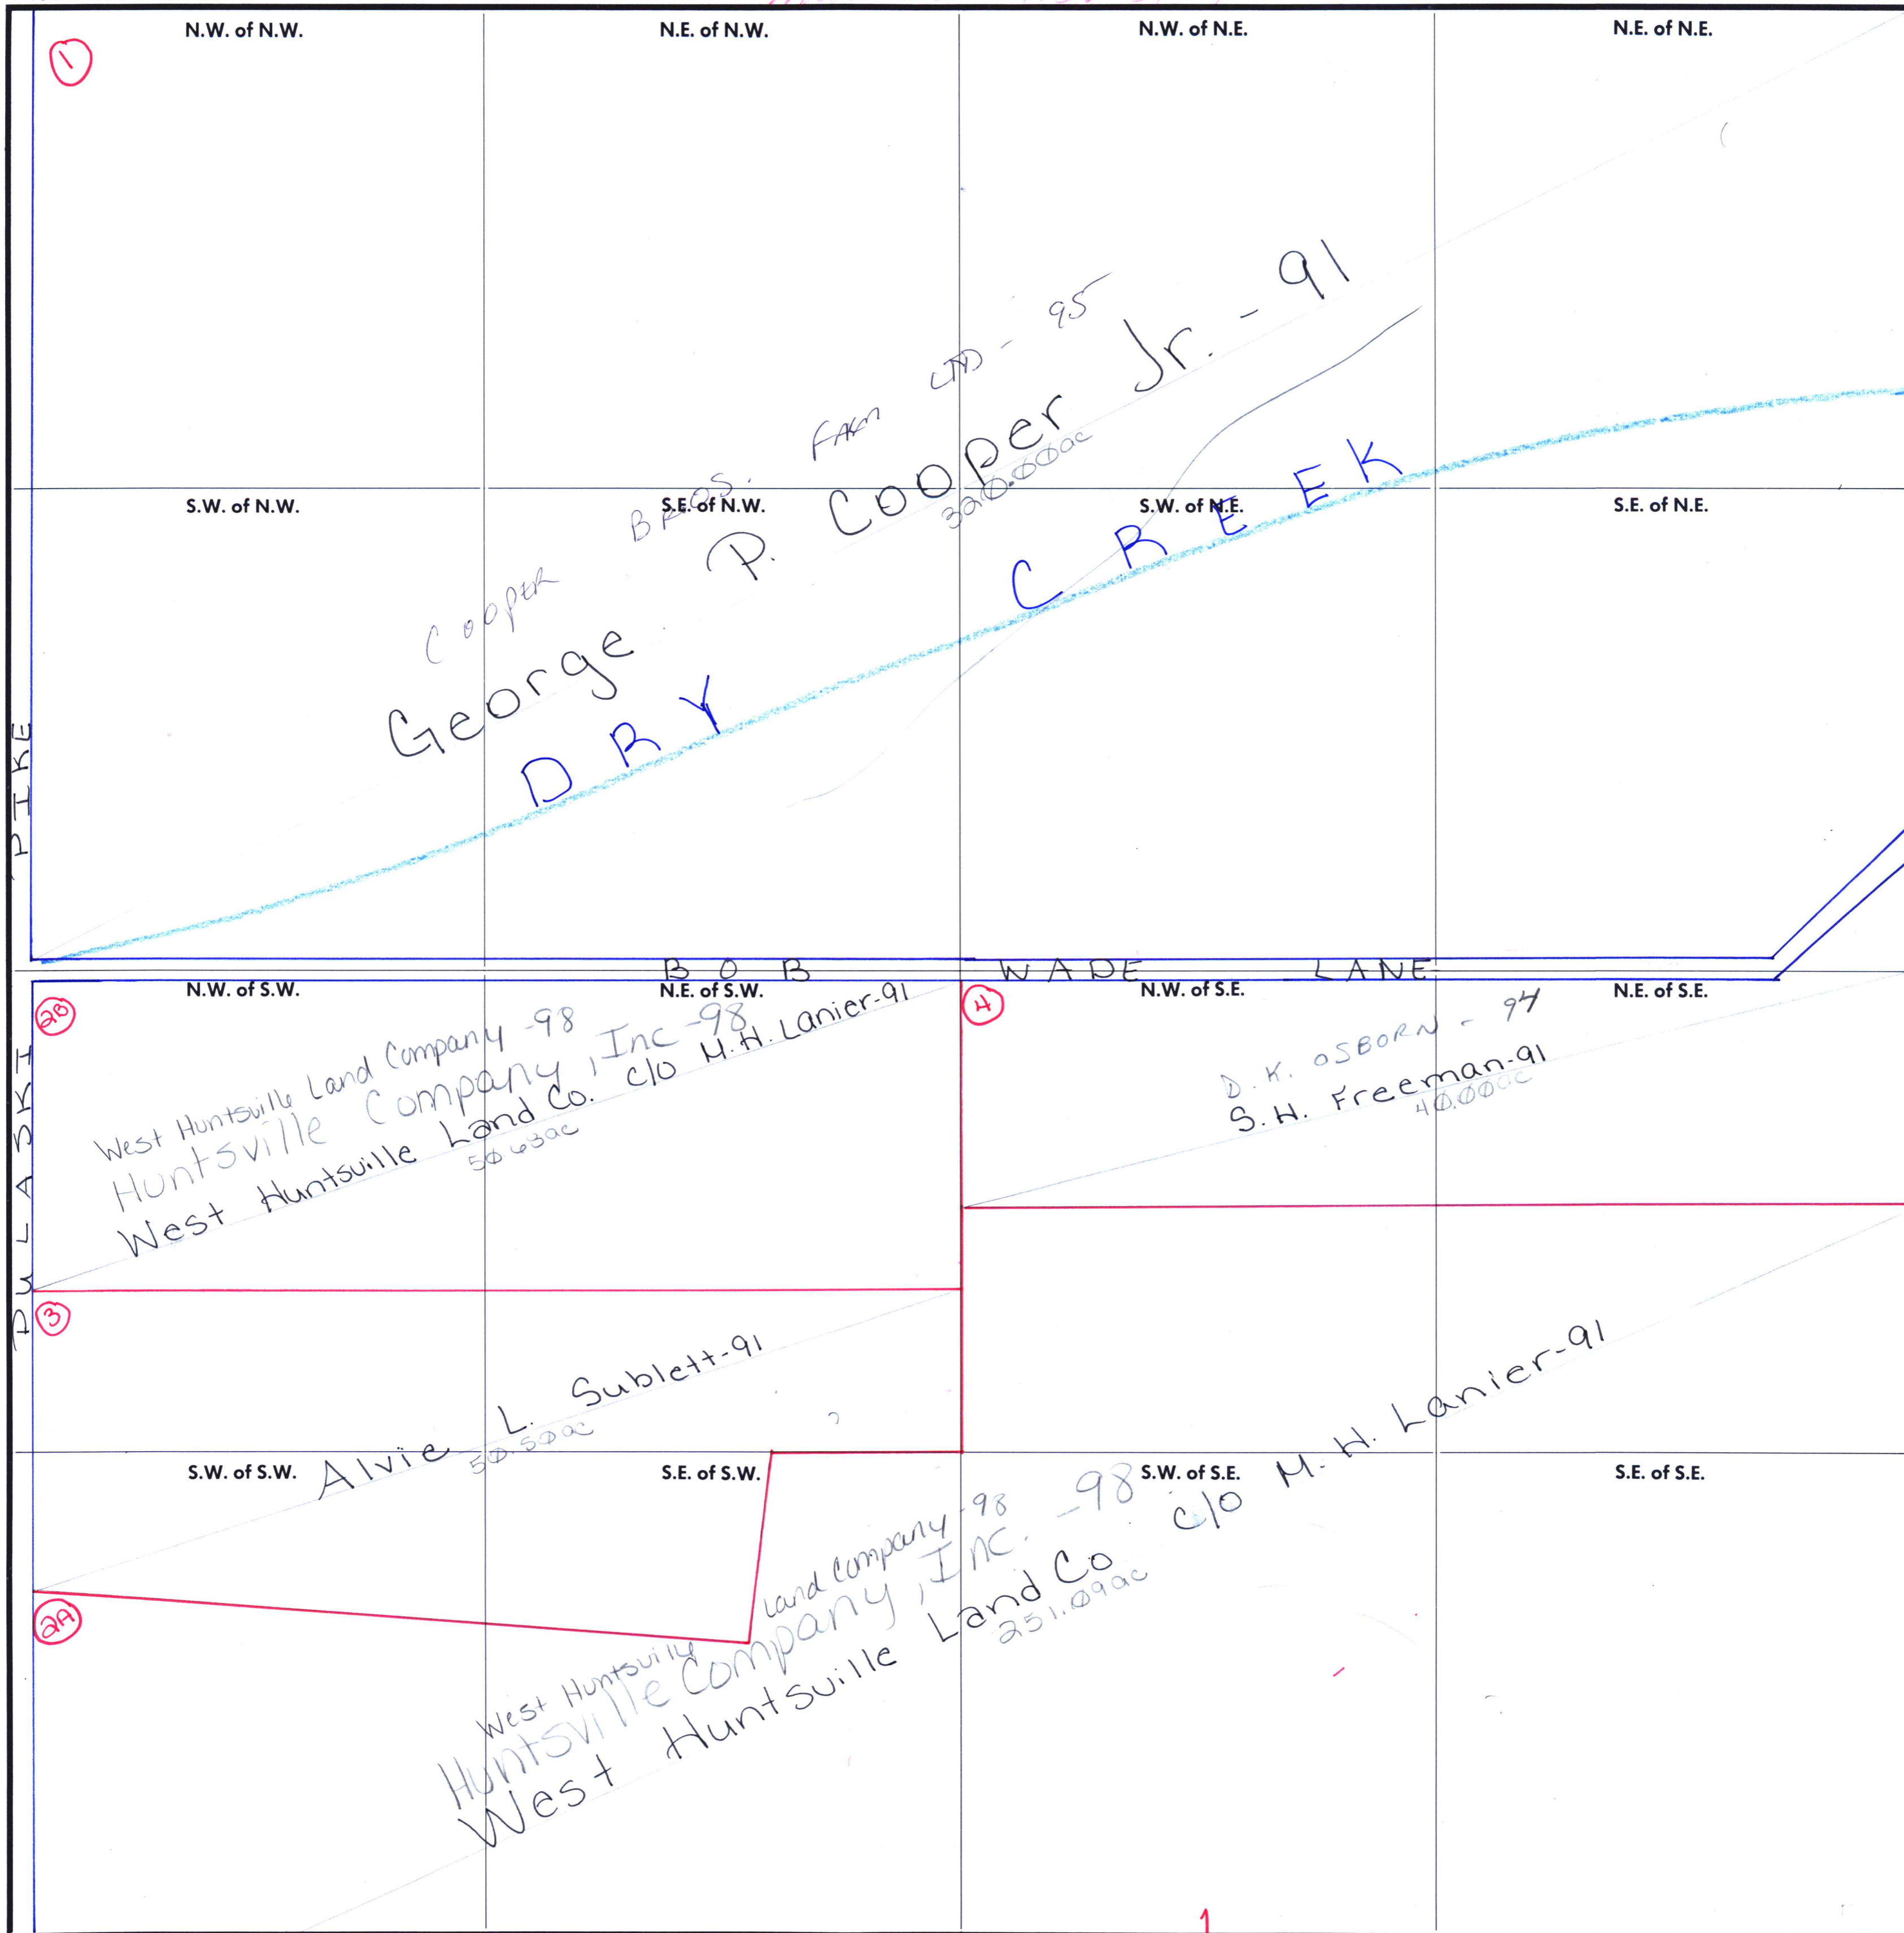 N.W. of N.W.
N.E. of N.W.
N.W. of N.E.
N.E. of N.E.
1
COOPER BROS. FARM LTD - 95
George P. Cooper Jr. - 91
320.00ac
S.W. of N.W.
S.E. of N.W.
S.W. of N.E.
S.E. of N.E.
DRY CREEK
PULASKI PIKE
BOB WADE LANE
N.W. of S.W.
N.E. of S.W.
N.W. of S.E.
N.E. of S.E.
2B
West Huntsville Land Company -98
Huntsville Company, Inc -98
West Huntsville Land Co. c/o M.H. Lanier-91
50.63ac
4
D.K. OSBORN - 94
S.H. Freeman-91
40.00ac
3
Alvie L. Sublett-91
50.50ac
S.W. of S.W.
S.E. of S.W.
S.W. of S.E.
S.E. of S.E.
2A
West Huntsville Land Company -98
Huntsville Company, Inc. -98
West Huntsville Land Co c/o M.H. Lanier-91
251.09ac
1